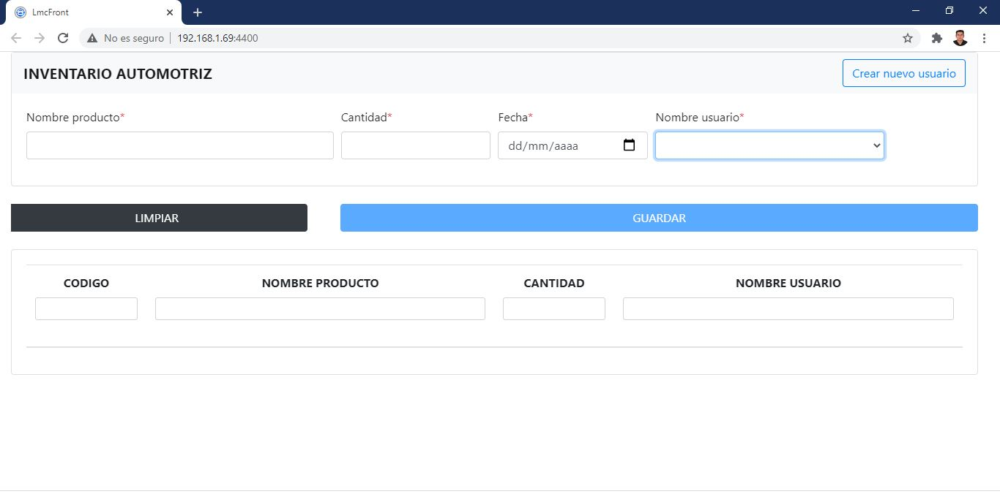 LmcFront
No es seguro 192.168.1.69:4400
INVENTARIO AUTOMOTRIZ Crear nuevo usuario
Nombre producto* Cantidad* Fecha* Nombre usuario*
dd/mm/aaaa
LIMPIAR GUARDAR
CODIGO NOMBRE PRODUCTO CANTIDAD NOMBRE USUARIO